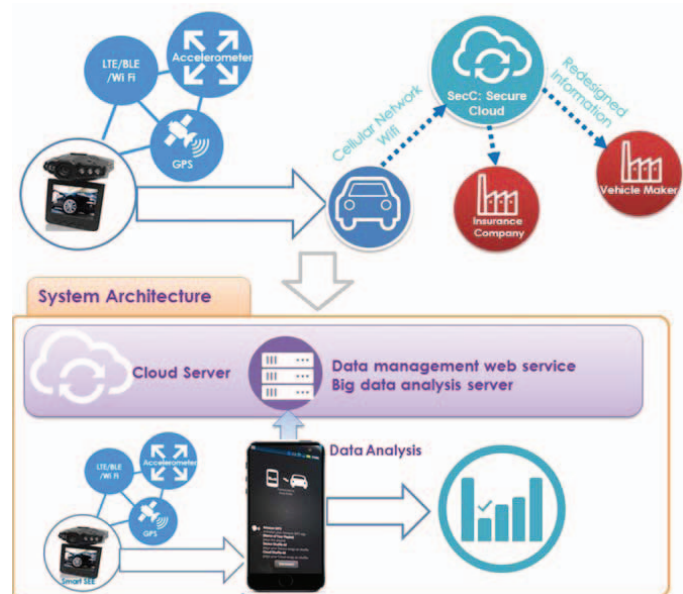 LTE/BLE
/Wi Fi
Accelerometer
GPS
Cellular Network
Wifi
SecC: Secure
Cloud
Redesigned
Information
Insurance
Company
Vehicle Maker
System Architecture
Cloud Server
Data management web service
Big data analysis server
LTE/BLE
/Wi Fi
Accelerometer
GPS
Smart SEE
Data Analysis